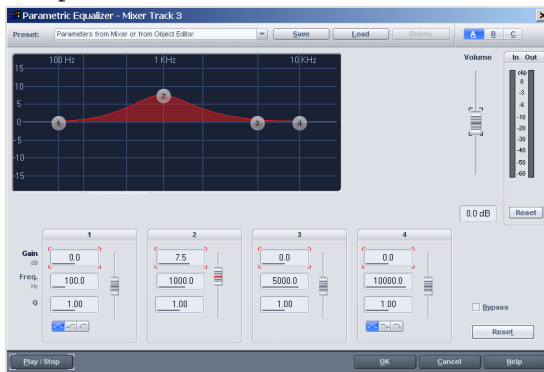 Parametric Equalizer - Mixer Track 3
Preset: Parameters from Mixer or from Object Editor Save Load Delete A B C
100 Hz 1 KHz 10 KHz
15
10
5
0
-5
-10
-15
1 2 3 4
Volume
0.0 dB
In Out
clip
0
-3
-6
-10
-20
-30
-40
-50
-60
Reset
1 2 3 4
Gain dB 0.0 7.5 0.0 0.0
Freq. Hz 100.0 1000.0 5000.0 10000.0
Q 1.00 1.00 1.00 1.00
Bypass
Reset
Play / Stop OK Cancel Help